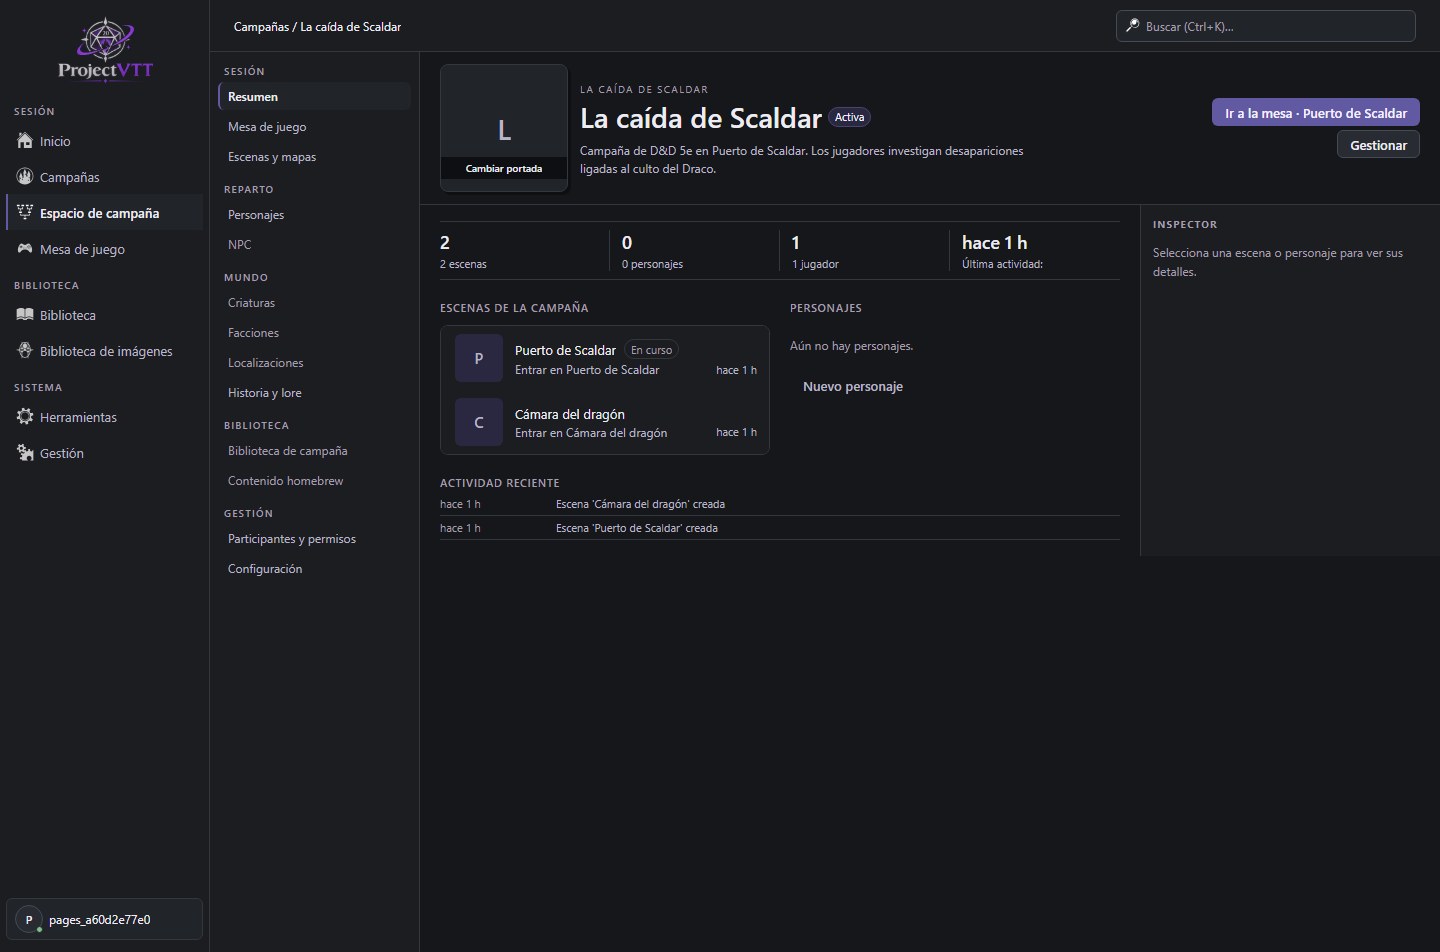 ProjectVTT
SESIÓN
Inicio
Campañas
Espacio de campaña
Mesa de juego
BIBLIOTECA
Biblioteca
Biblioteca de imágenes
SISTEMA
Herramientas
Gestión
P
pages_a60d2e77e0
Campañas / La caída de Scaldar
Buscar (Ctrl+K)...
SESIÓN
Resumen
Mesa de juego
Escenas y mapas
REPARTO
Personajes
NPC
MUNDO
Criaturas
Facciones
Localizaciones
Historia y lore
BIBLIOTECA
Biblioteca de campaña
Contenido homebrew
GESTIÓN
Participantes y permisos
Configuración
L
Cambiar portada
LA CAÍDA DE SCALDAR
La caída de Scaldar Activa
Campaña de D&D 5e en Puerto de Scaldar. Los jugadores investigan desapariciones
ligadas al culto del Draco.
Ir a la mesa · Puerto de Scaldar
Gestionar
2
2 escenas
0
0 personajes
1
1 jugador
hace 1 h
Última actividad:
ESCENAS DE LA CAMPAÑA
P
Puerto de Scaldar En curso
Entrar en Puerto de Scaldar hace 1 h
C
Cámara del dragón
Entrar en Cámara del dragón hace 1 h
PERSONAJES
Aún no hay personajes.
Nuevo personaje
ACTIVIDAD RECIENTE
hace 1 h Escena 'Cámara del dragón' creada
hace 1 h Escena 'Puerto de Scaldar' creada
INSPECTOR
Selecciona una escena o personaje para ver sus
detalles.